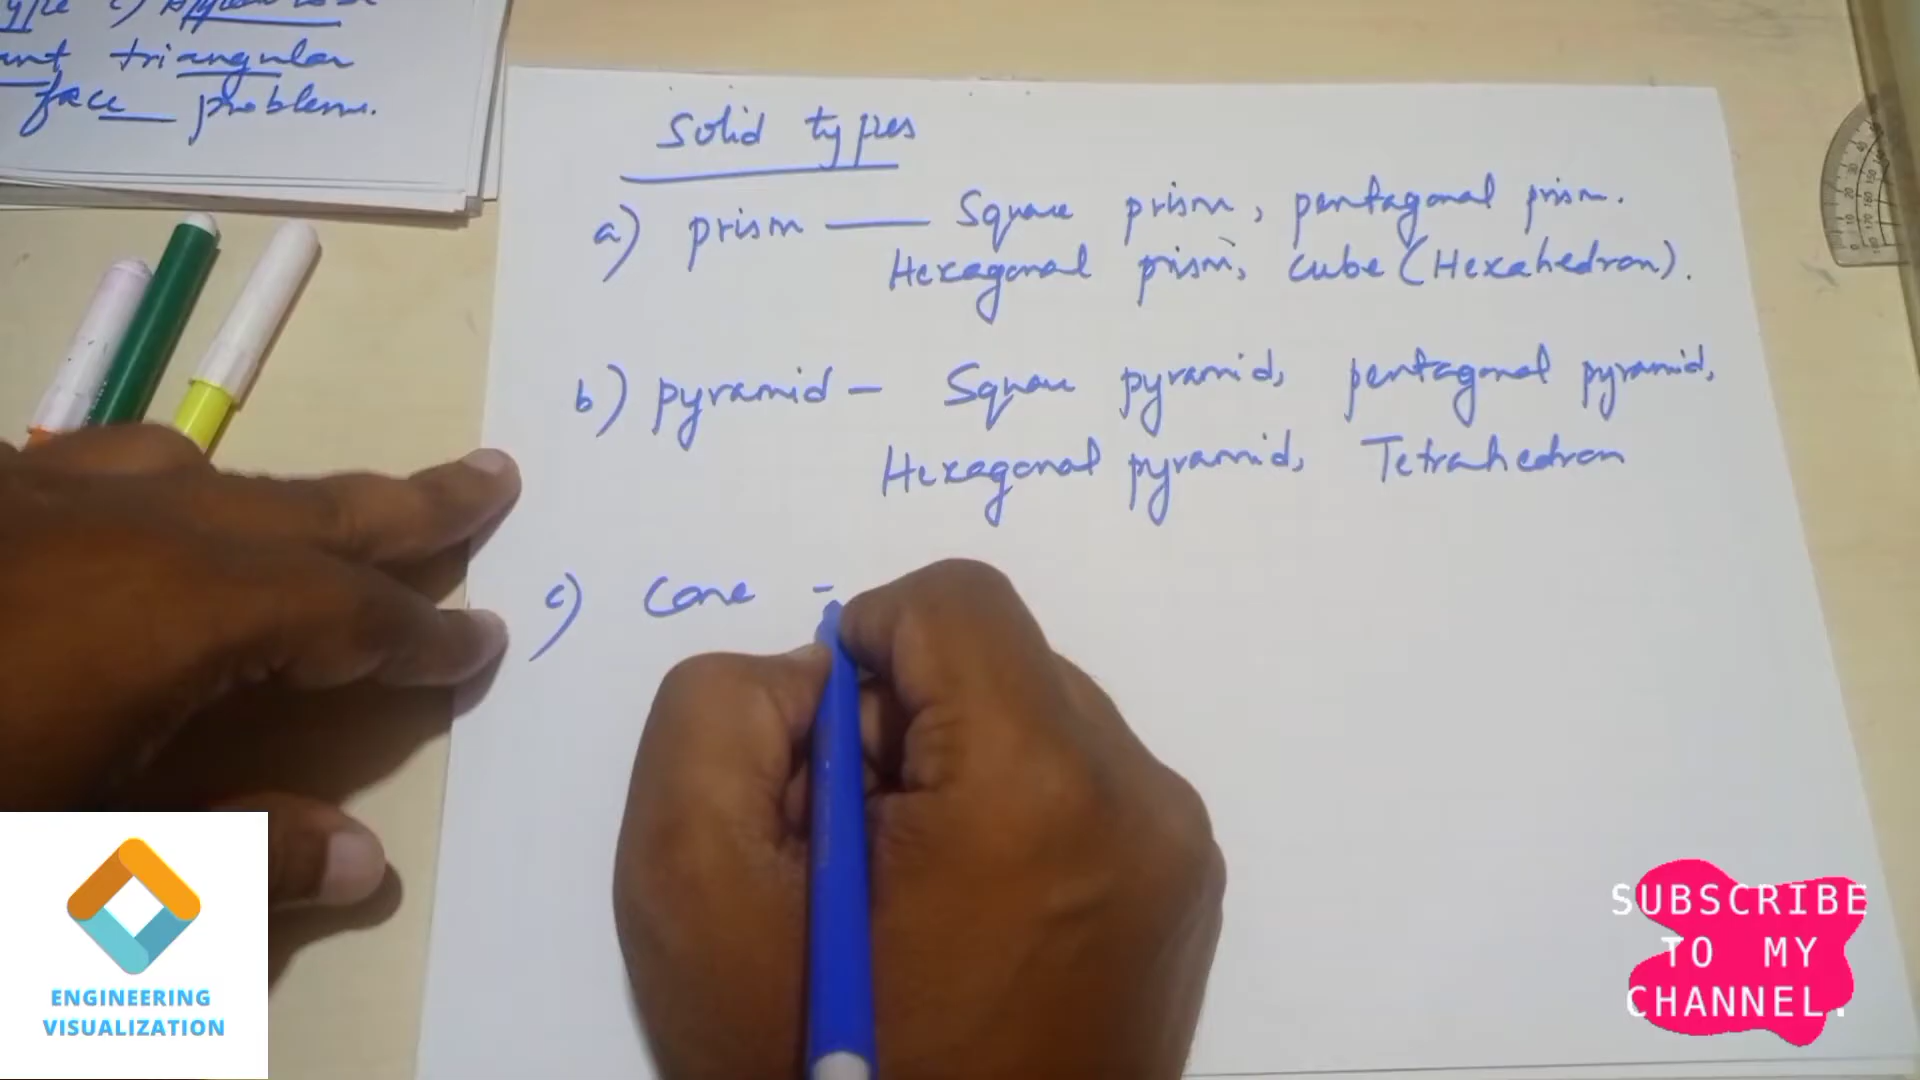 triangular
face problems.
Solid types
a) prism — Square prism, pentagonal prism.
Hexagonal prism, cube (Hexahedron).
b) pyramid - Square pyramid, pentagonal pyramid,
Hexagonal pyramid, Tetrahedron
c) Cone -
ENGINEERING
VISUALIZATION
SUBSCRIBE
TO MY
CHANNEL.